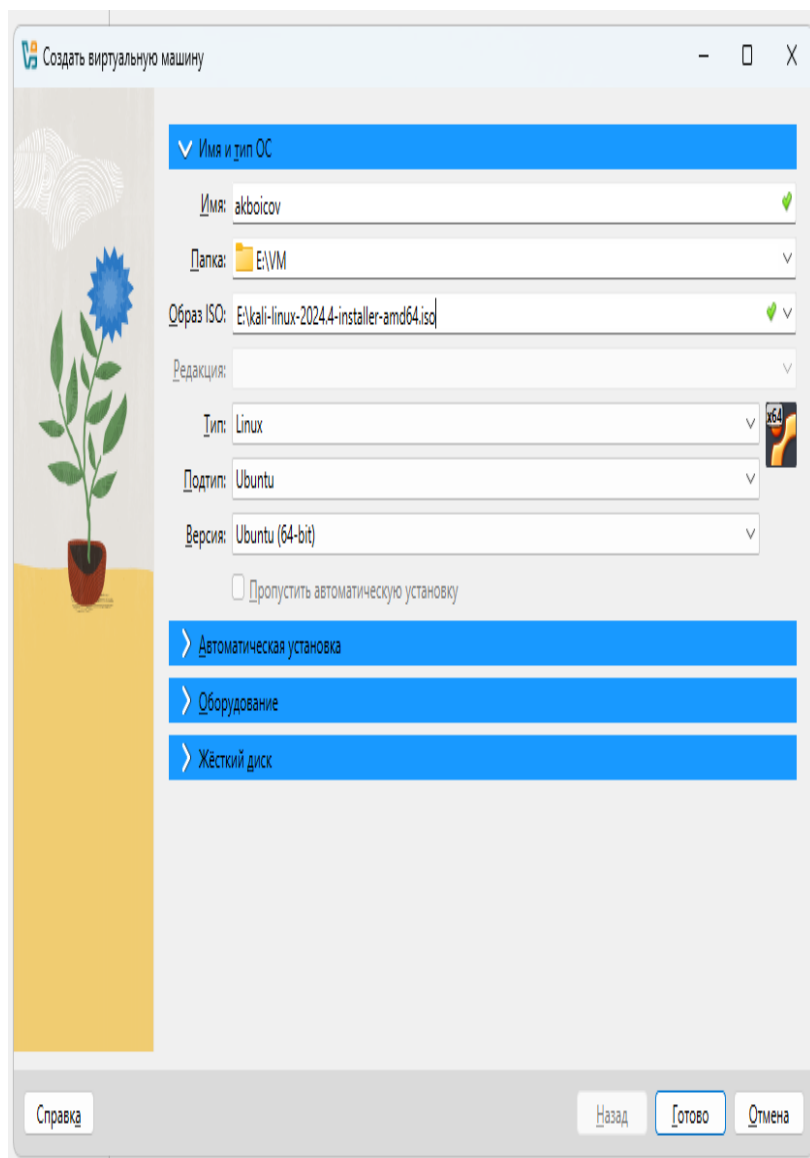 Создать виртуальную машину
Имя и тип ОС
Имя: akboicov
Папка: E:\VM
Образ ISO: E:\kali-linux-2024.4-installer-amd64.iso
Редакция:
Тип: Linux
x64
Подтип: Ubuntu
Версия: Ubuntu (64-bit)
Пропустить автоматическую установку
Автоматическая установка
Оборудование
Жёсткий диск
Справка
Назад
Готово
Отмена